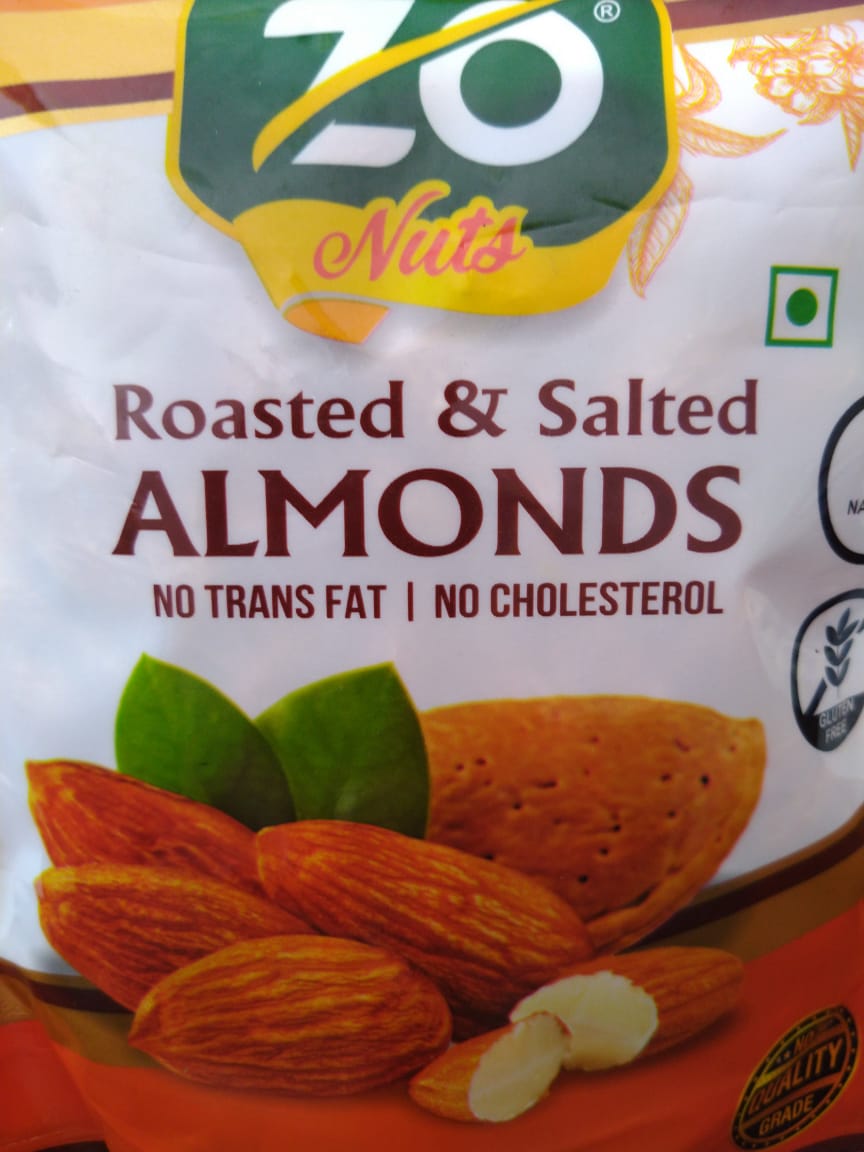 ZO®
Nuts
Roasted & Salted
ALMONDS
NO TRANS FAT | NO CHOLESTEROL
GLUTEN
FREE
QUALITY
GRADE